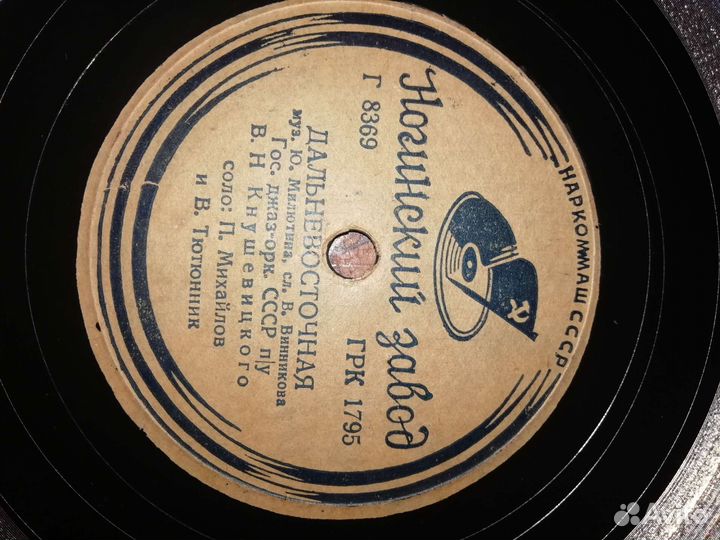 НАРКОММАШ СССР
Ногинский завод
Г 8369 ГРК 1795
ДАЛЬНЕВОСТОЧНАЯ
муз. Ю. Милютина, сл. В. Винникова
Гос. джаз-орк. СССР п/у
В. Н Кнушевицкого
соло: П. Михайлов
и В. Тютюнник
Avito